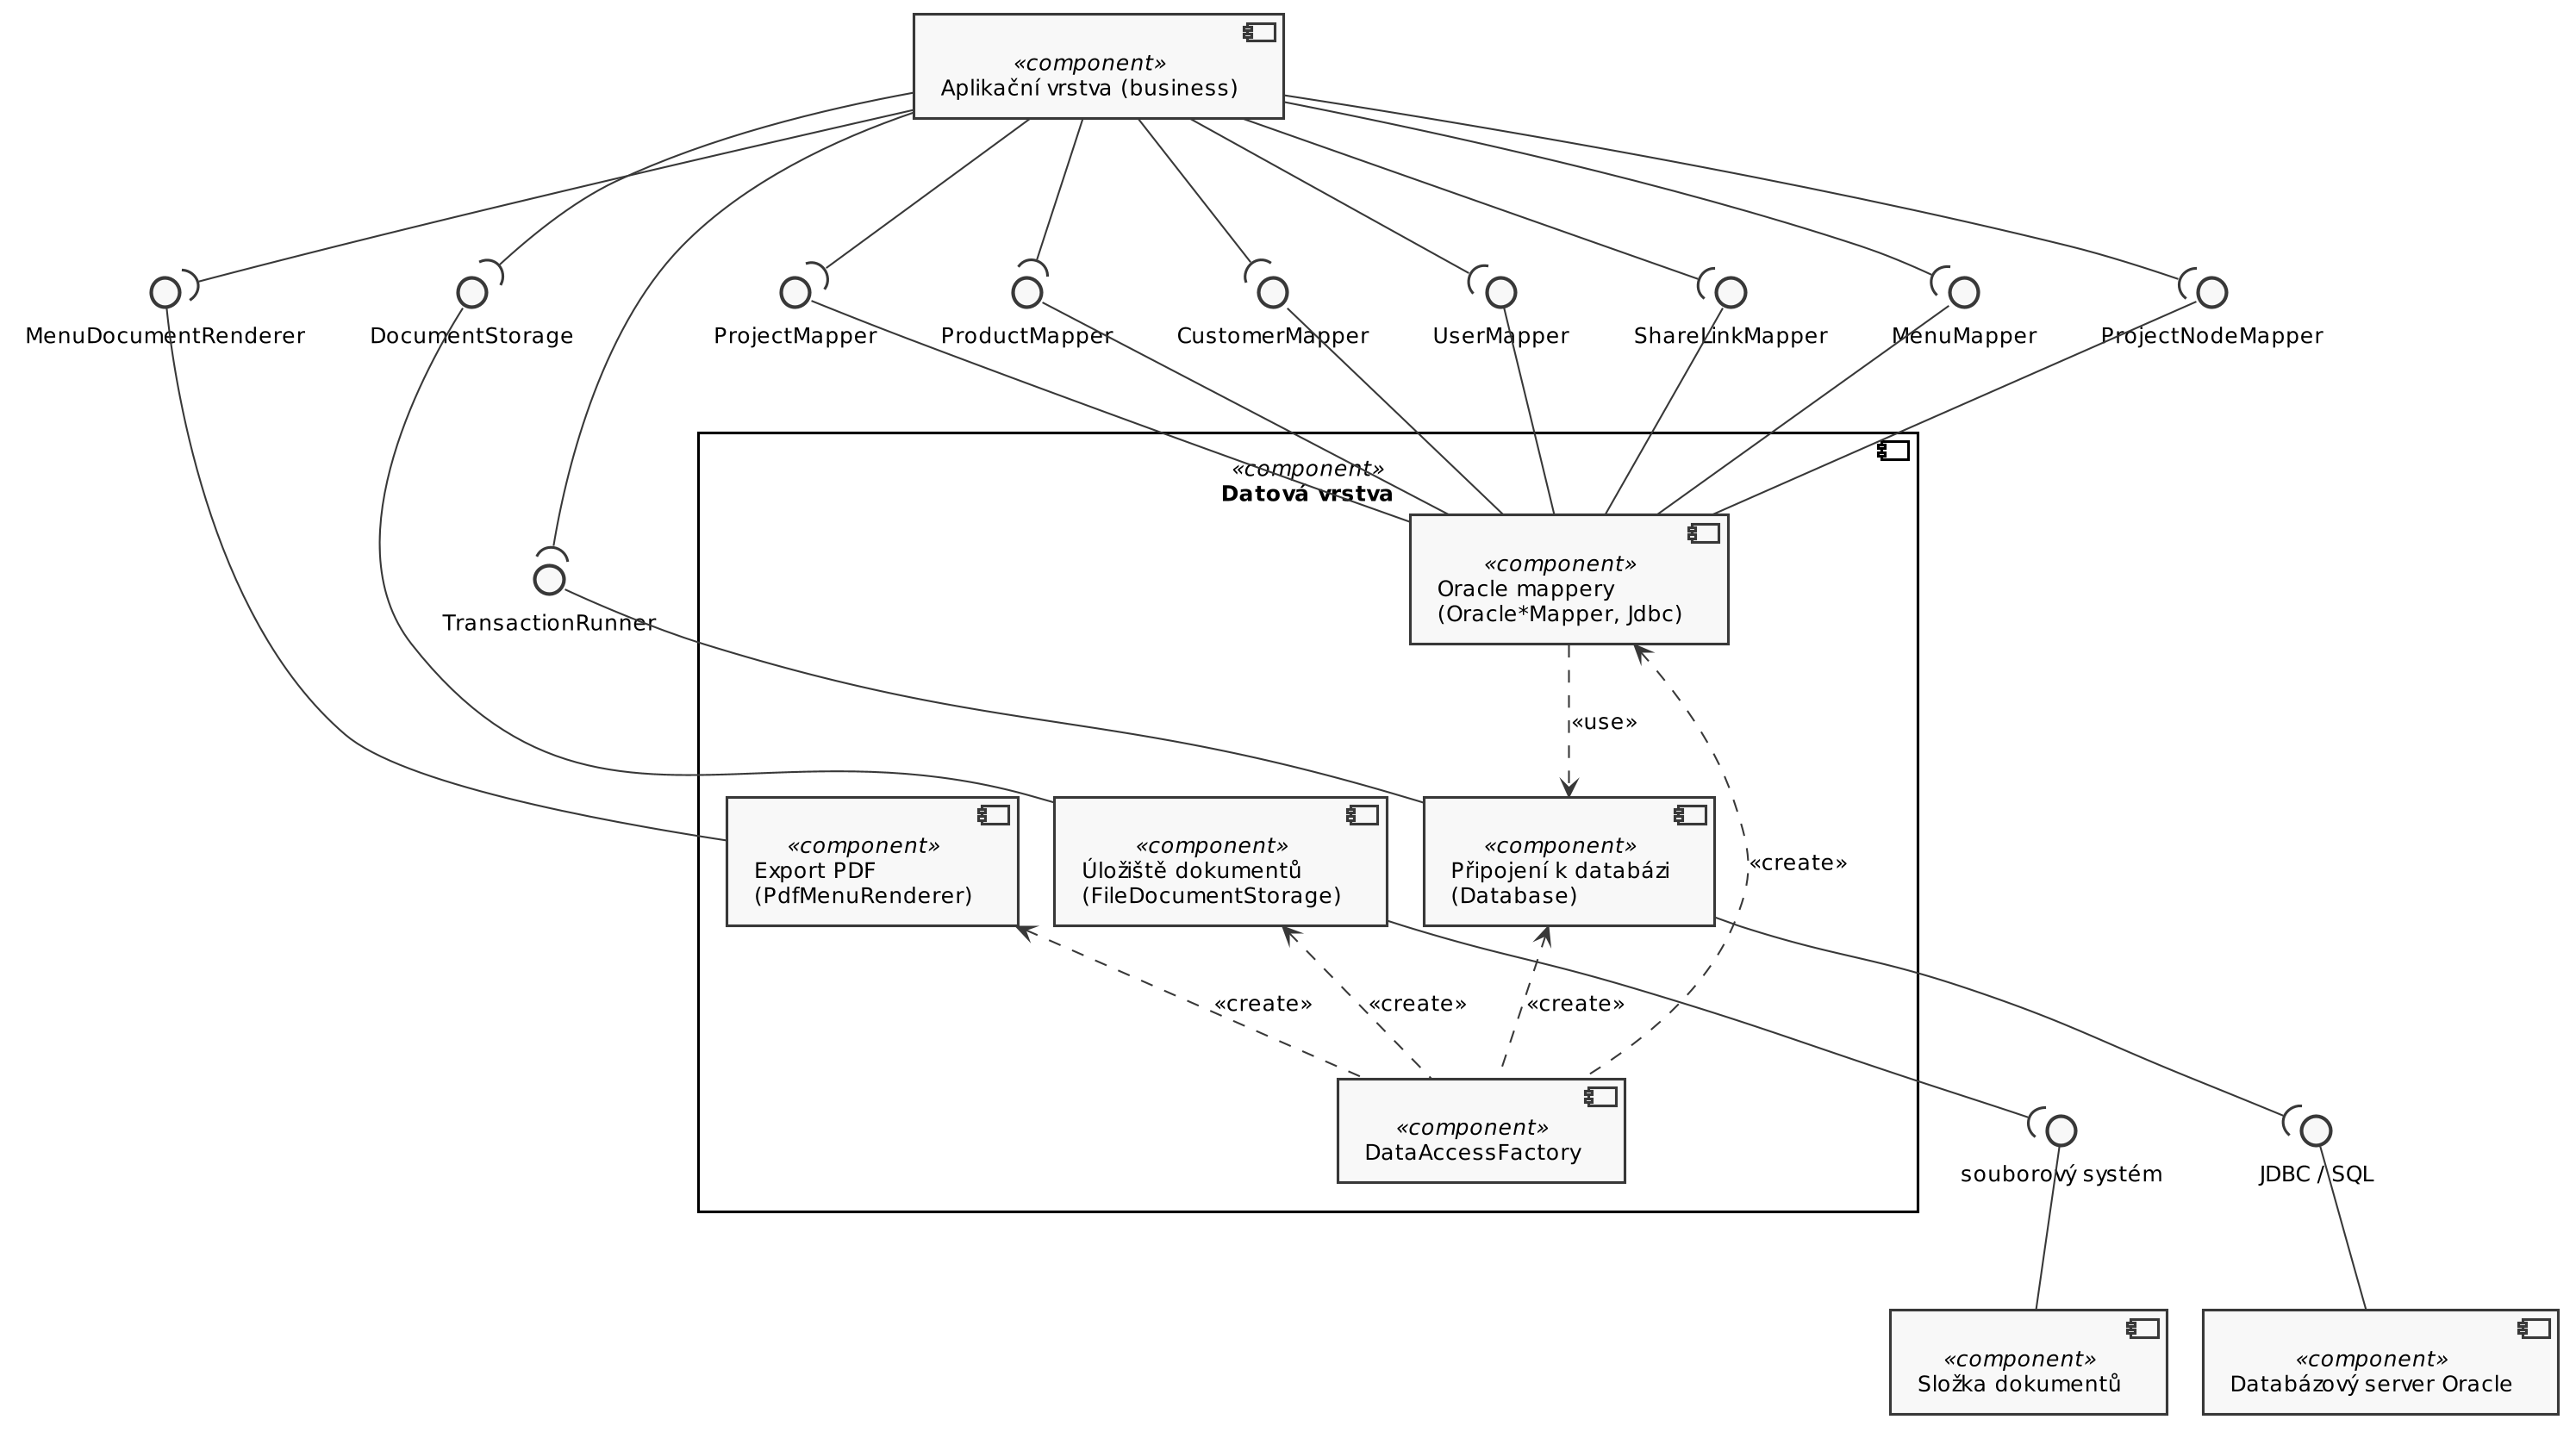 «component»
Aplikační vrstva (business)
MenuDocumentRenderer
DocumentStorage
ProjectMapper
ProductMapper
CustomerMapper
UserMapper
ShareLinkMapper
MenuMapper
ProjectNodeMapper
«component»
Datová vrstva
«component»
Oracle mappery
(Oracle*Mapper, Jdbc)
TransactionRunner
«use»
«component»
Export PDF
(PdfMenuRenderer)
«component»
Úložiště dokumentů
(FileDocumentStorage)
«component»
Připojení k databázi
(Database)
«create»
«create»
«create»
«create»
«component»
DataAccessFactory
souborový systém
JDBC / SQL
«component»
Složka dokumentů
«component»
Databázový server Oracle